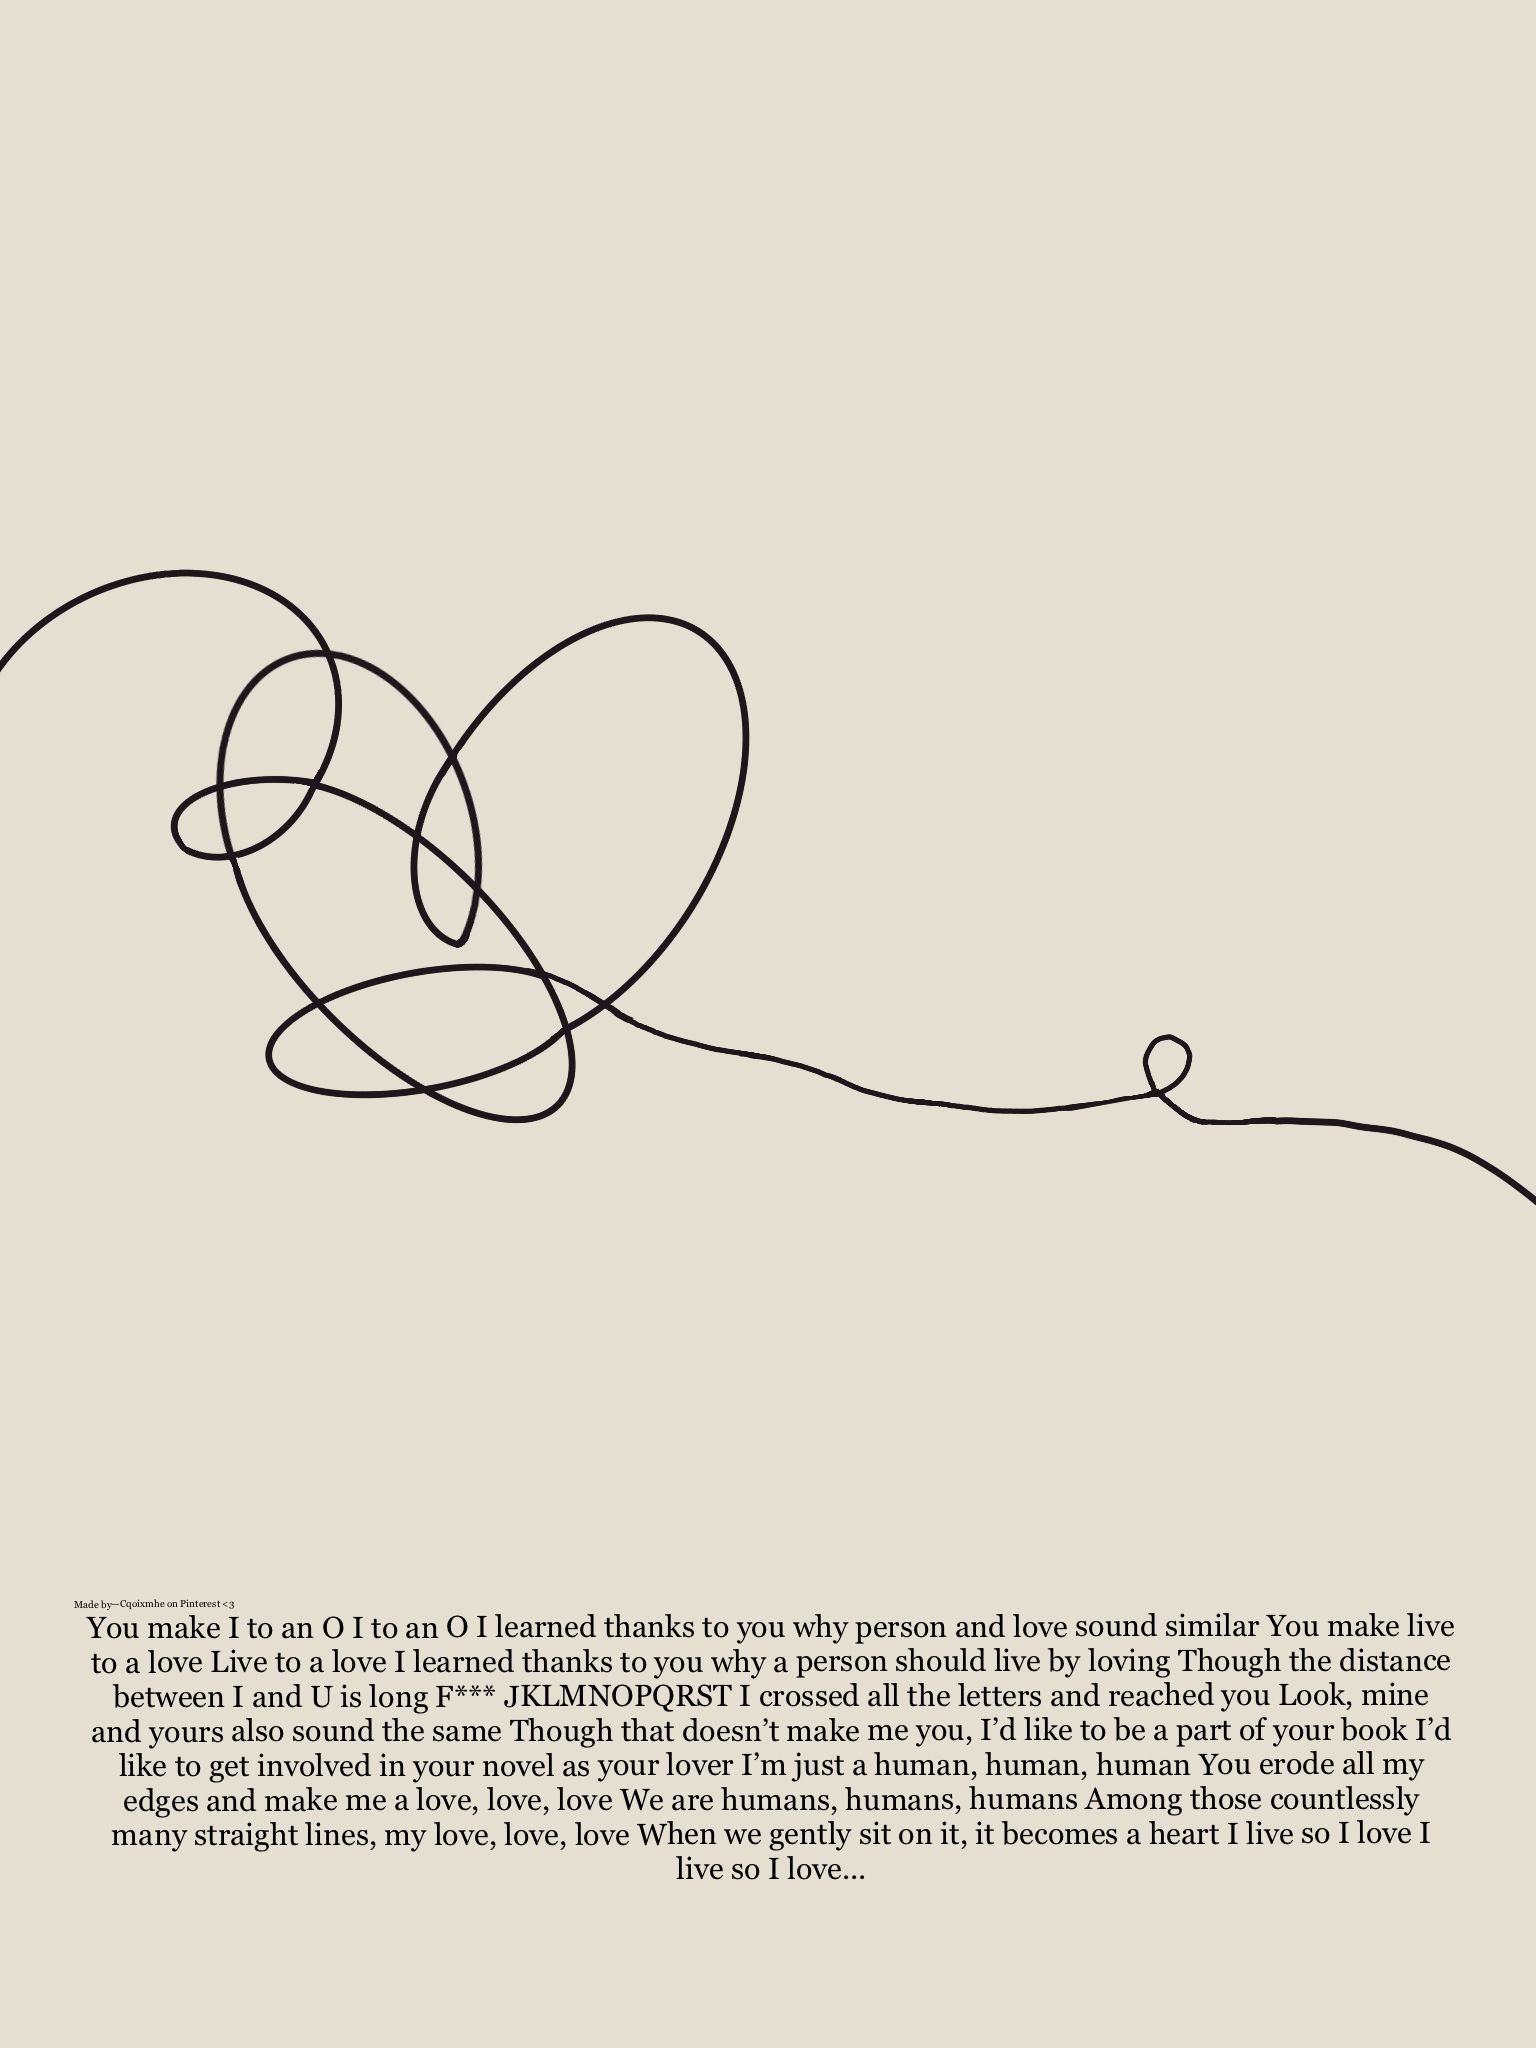 Made by—Cqoixmhe on Pinterest <3
You make I to an O I to an O I learned thanks to you why person and love sound similar You make live
to a love Live to a love I learned thanks to you why a person should live by loving Though the distance
between I and U is long F*** JKLMNOPQRST I crossed all the letters and reached you Look, mine
and yours also sound the same Though that doesn’t make me you, I’d like to be a part of your book I’d
like to get involved in your novel as your lover I’m just a human, human, human You erode all my
edges and make me a love, love, love We are humans, humans, humans Among those countlessly
many straight lines, my love, love, love When we gently sit on it, it becomes a heart I live so I love I
live so I love...